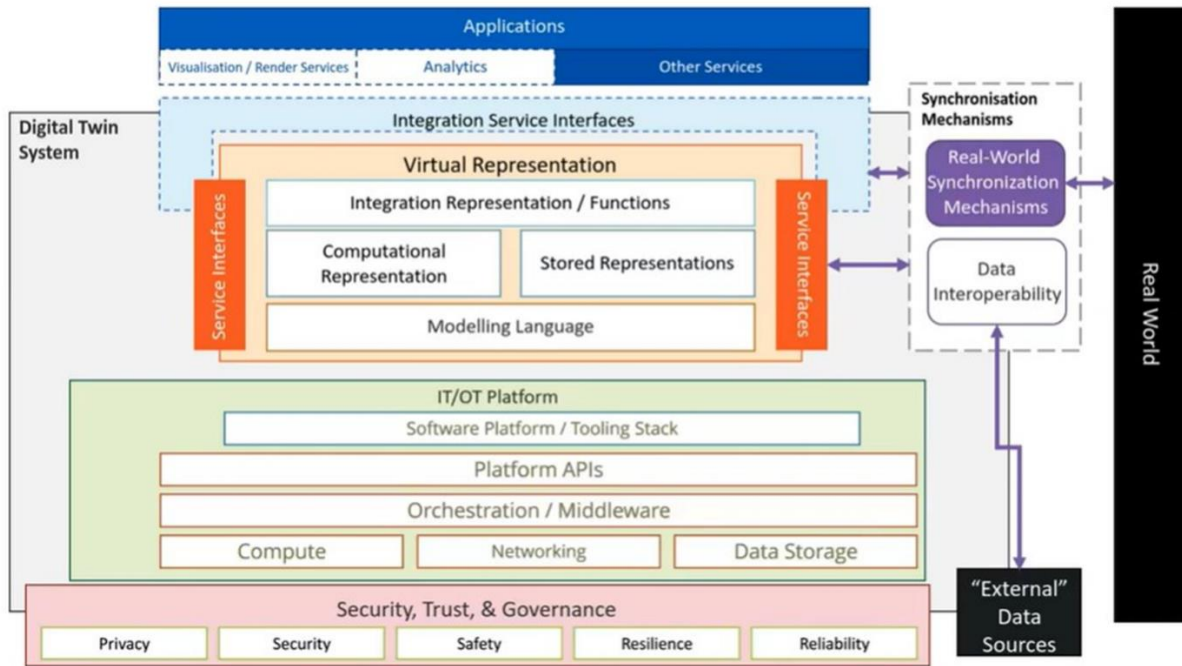 Applications
Visualisation / Render Services
Analytics
Other Services
Digital Twin
System
Integration Service Interfaces
Virtual Representation
Service Interfaces
Integration Representation / Functions
Computational
Representation
Stored Representations
Modelling Language
Service Interfaces
Synchronisation
Mechanisms
Real-World
Synchronization
Mechanisms
Data
Interoperability
Real World
IT/OT Platform
Software Platform / Tooling Stack
Platform APIs
Orchestration / Middleware
Compute
Networking
Data Storage
Security, Trust, & Governance
Privacy
Security
Safety
Resilience
Reliability
“External”
Data
Sources